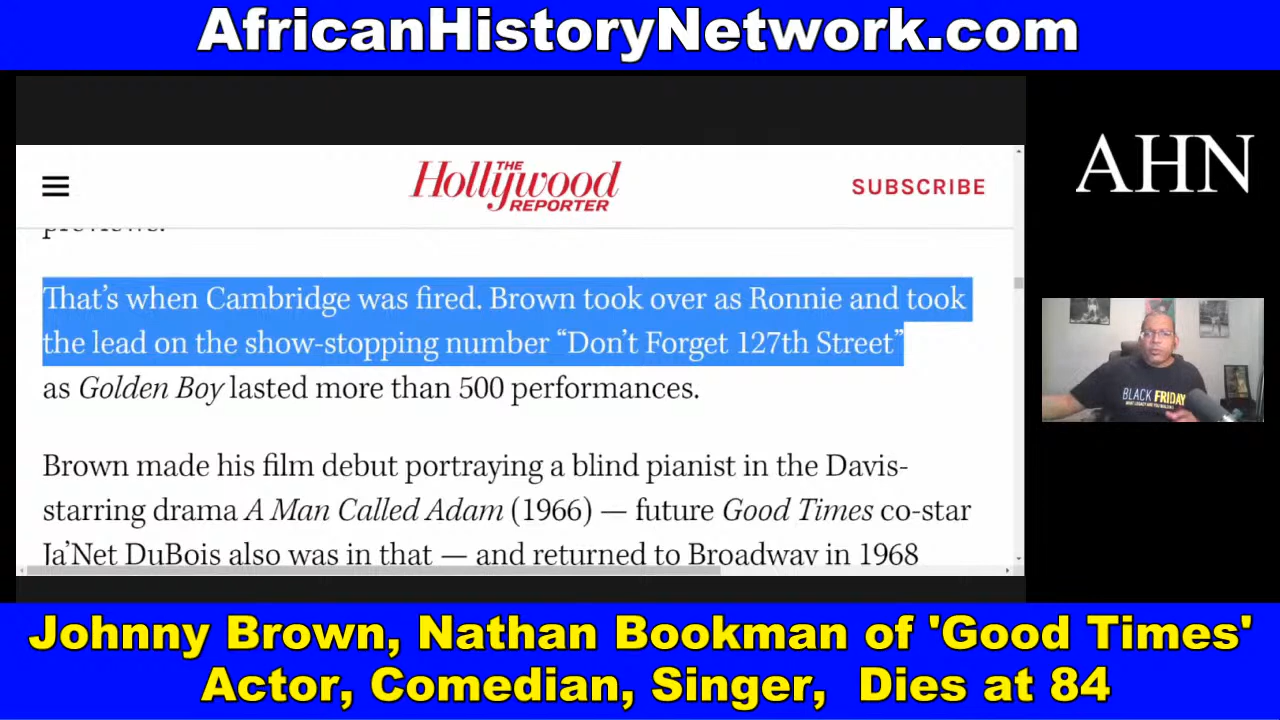 AfricanHistoryNetwork.com
AHN
THE
Hollywood
REPORTER
SUBSCRIBE
previews.
That's when Cambridge was fired. Brown took over as Ronnie and took
the lead on the show-stopping number “Don't Forget 127th Street”
as Golden Boy lasted more than 500 performances.
Brown made his film debut portraying a blind pianist in the Davis-
starring drama A Man Called Adam (1966) — future Good Times co-star
Ja'Net DuBois also was in that — and returned to Broadway in 1968
BLACK FRIDAY
Johnny Brown, Nathan Bookman of 'Good Times'
Actor, Comedian, Singer, Dies at 84